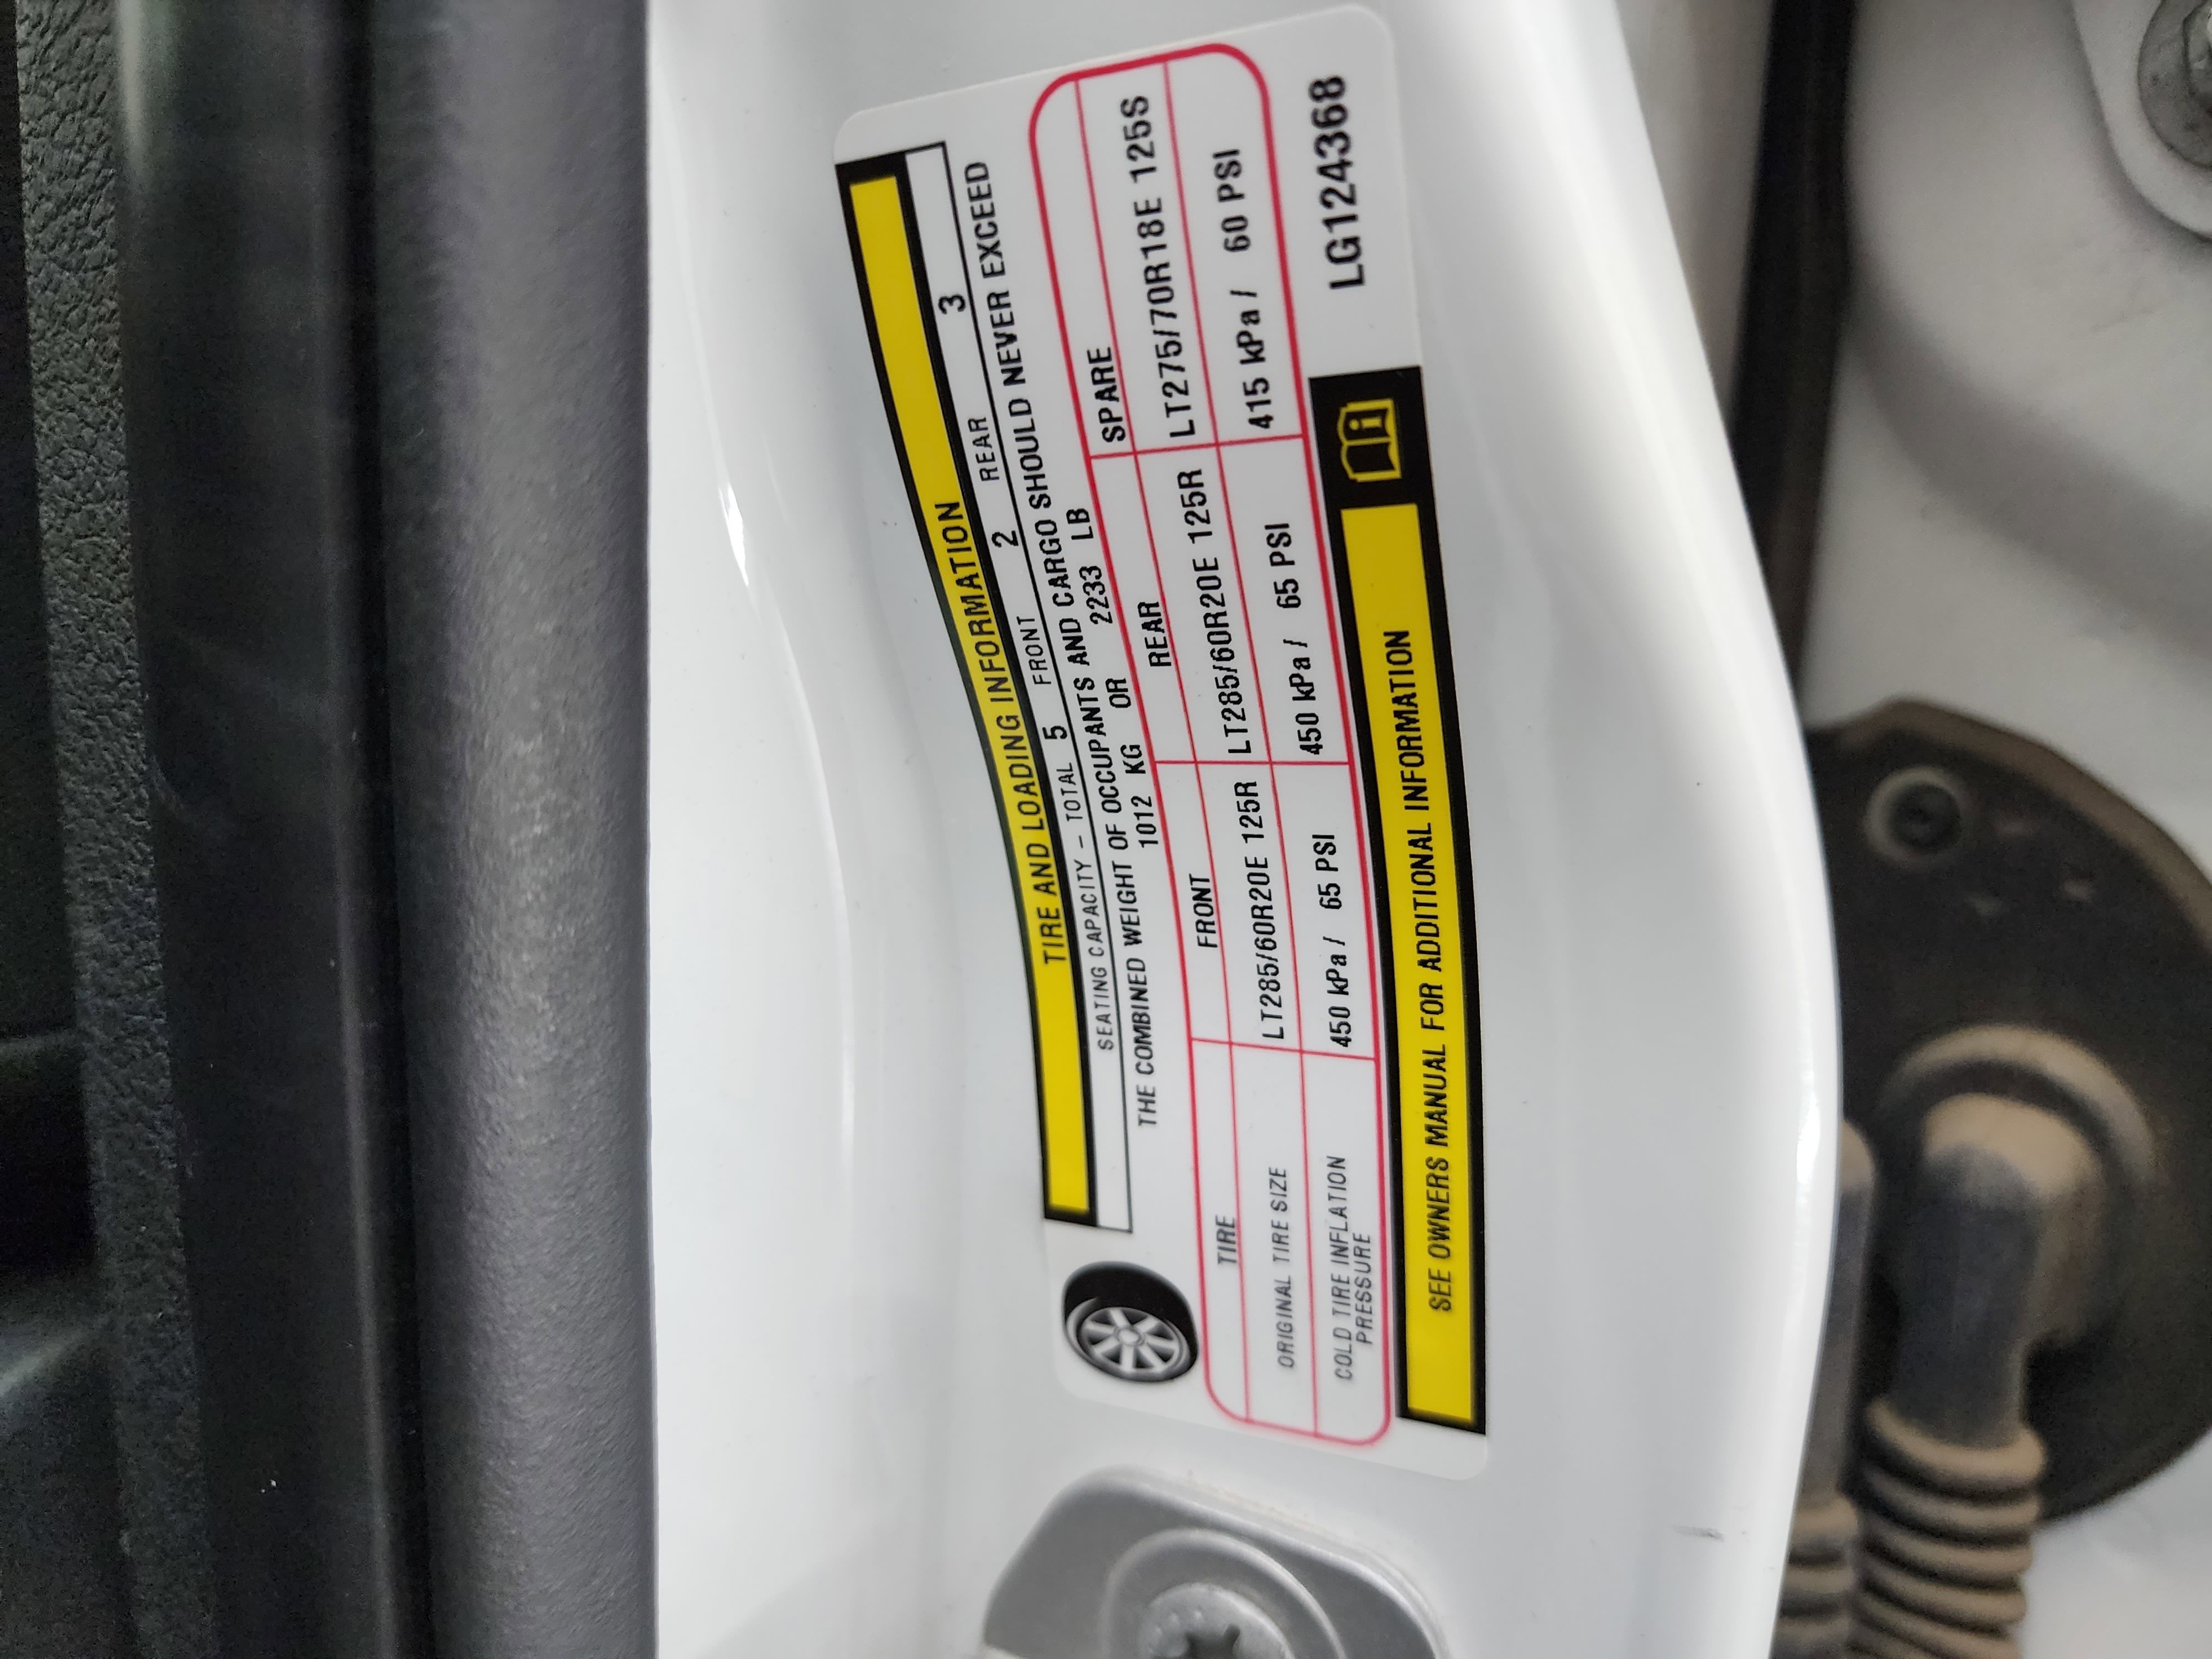 TIRE AND LOADING INFORMATION
SEATING CAPACITY – TOTAL 5 FRONT 2 REAR 3
THE COMBINED WEIGHT OF OCCUPANTS AND CARGO SHOULD NEVER EXCEED
1012 KG OR 2233 LB
TIRE FRONT REAR SPARE
ORIGINAL TIRE SIZE LT285/60R20E 125R LT285/60R20E 125R LT275/70R18E 125S
COLD TIRE INFLATION PRESSURE 450 kPa / 65 PSI 450 kPa / 65 PSI 415 kPa / 60 PSI
SEE OWNERS MANUAL FOR ADDITIONAL INFORMATION
LG124368